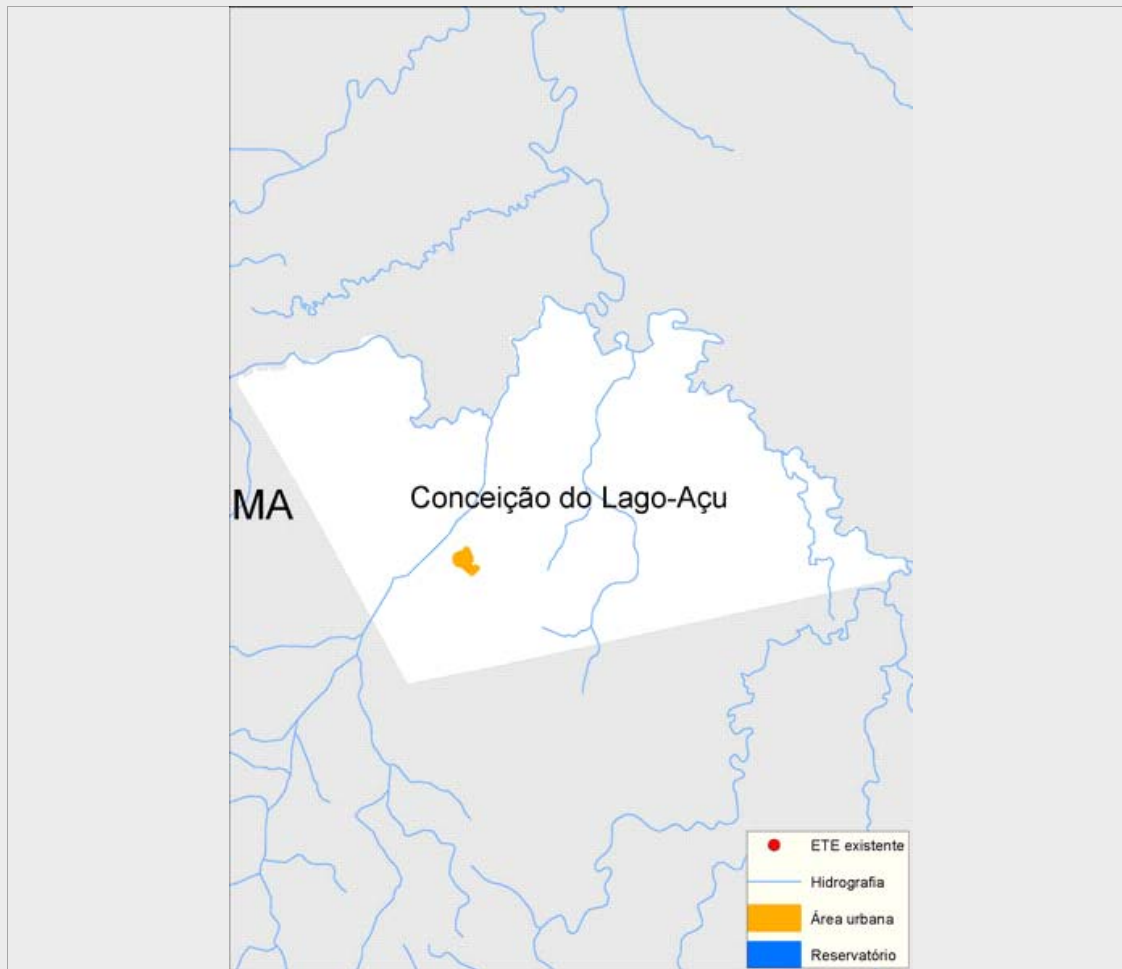 MA
Conceição do Lago-Açu
ETE existente
Hidrografia
Área urbana
Reservatório